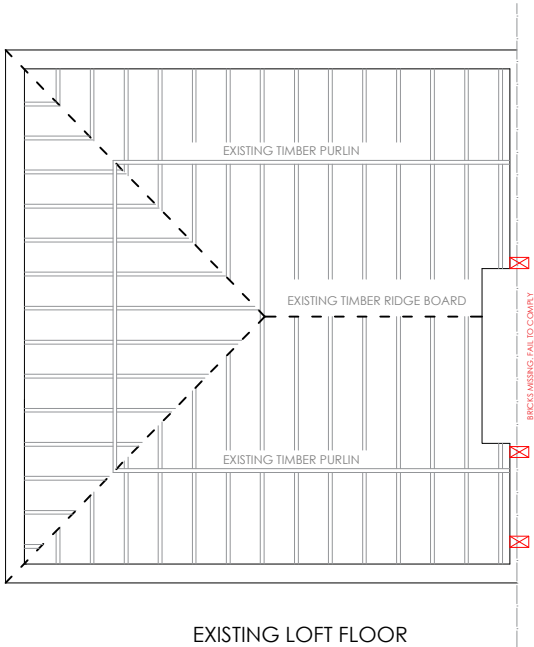 EXISTING TIMBER PURLIN
EXISTING TIMBER RIDGE BOARD
BRICKS MISSING. FAIL TO COMPLY
EXISTING TIMBER PURLIN
EXISTING LOFT FLOOR